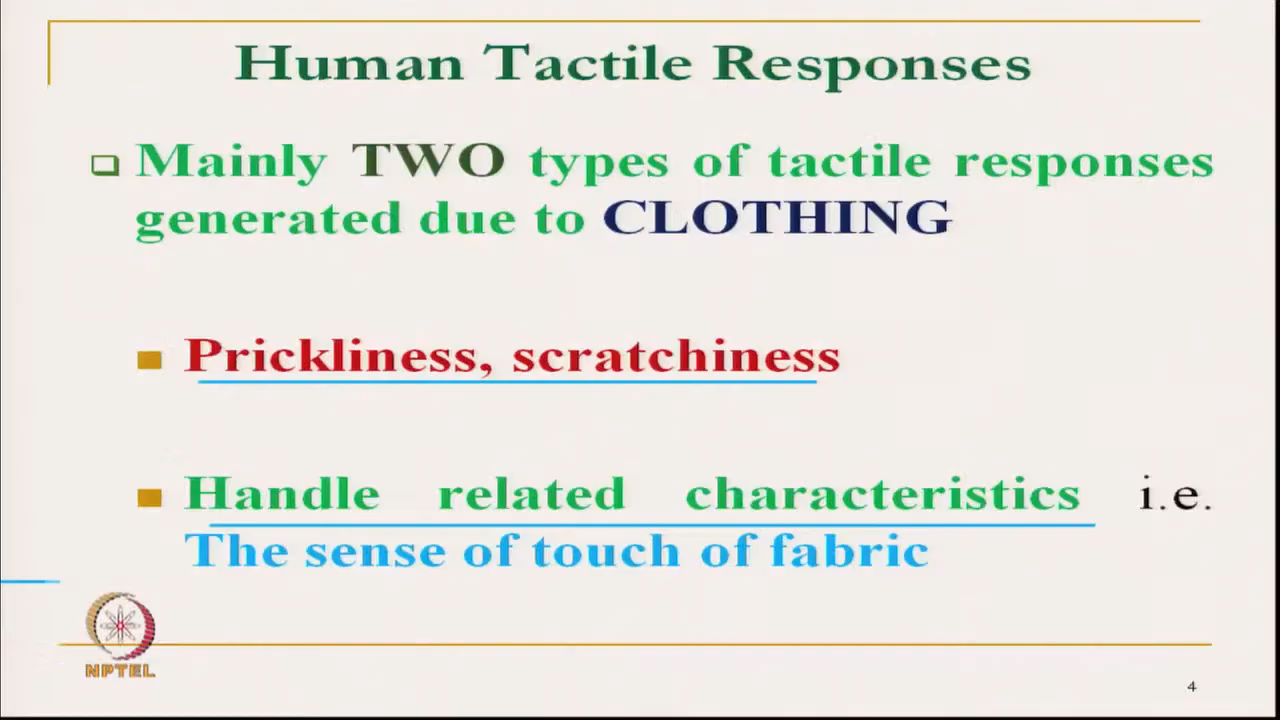 Human Tactile Responses
Mainly TWO types of tactile responses
generated due to CLOTHING
Prickliness, scratchiness
Handle related characteristics i.e.
The sense of touch of fabric
NPTEL
4